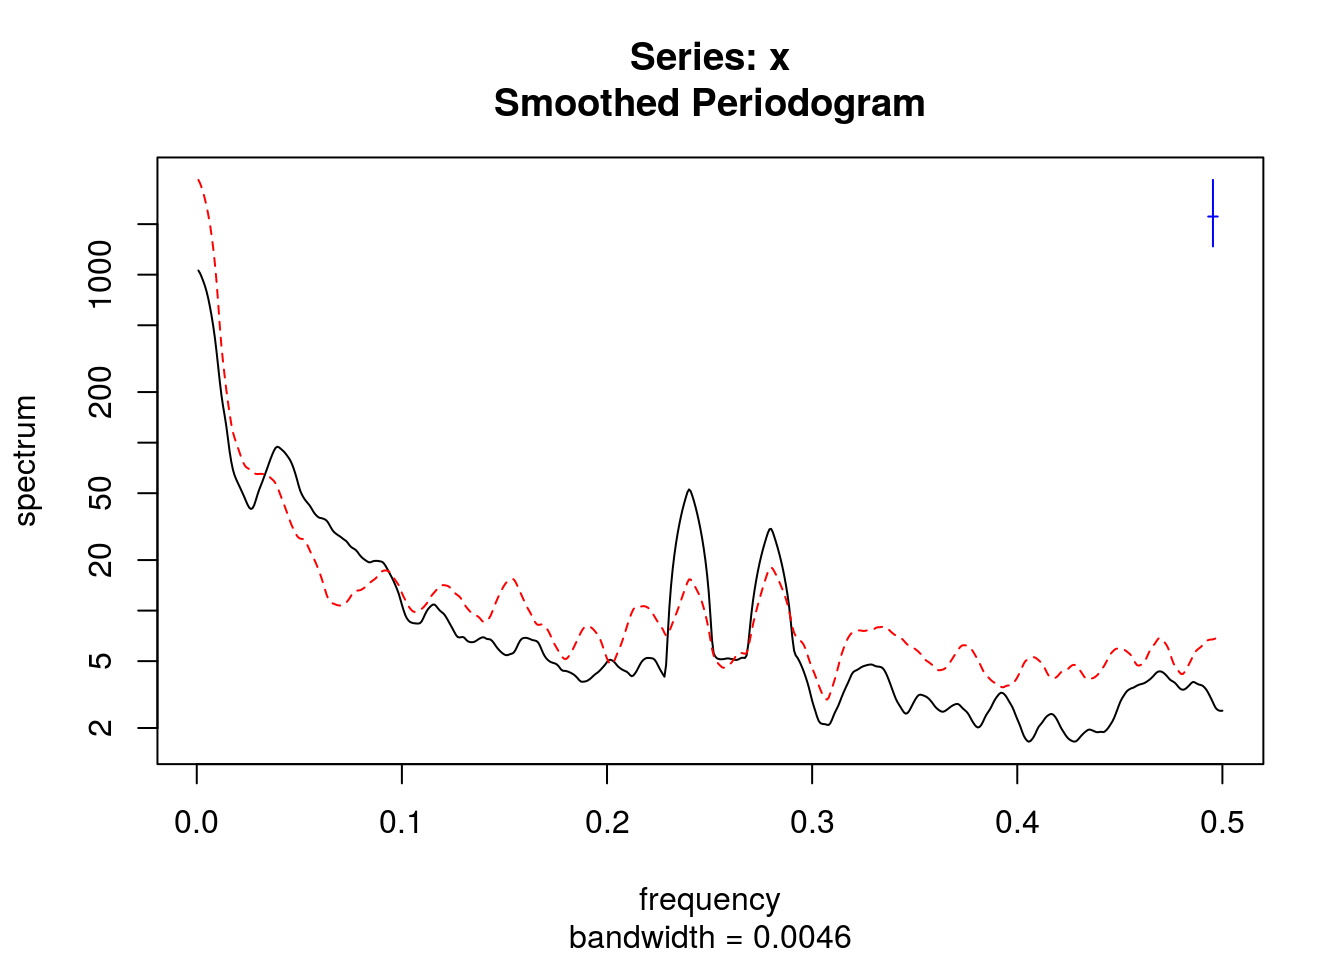 Series: x
Smoothed Periodogram
spectrum
1000
200
50
20
5
2
0.0 0.1 0.2 0.3 0.4 0.5
frequency
bandwidth = 0.0046